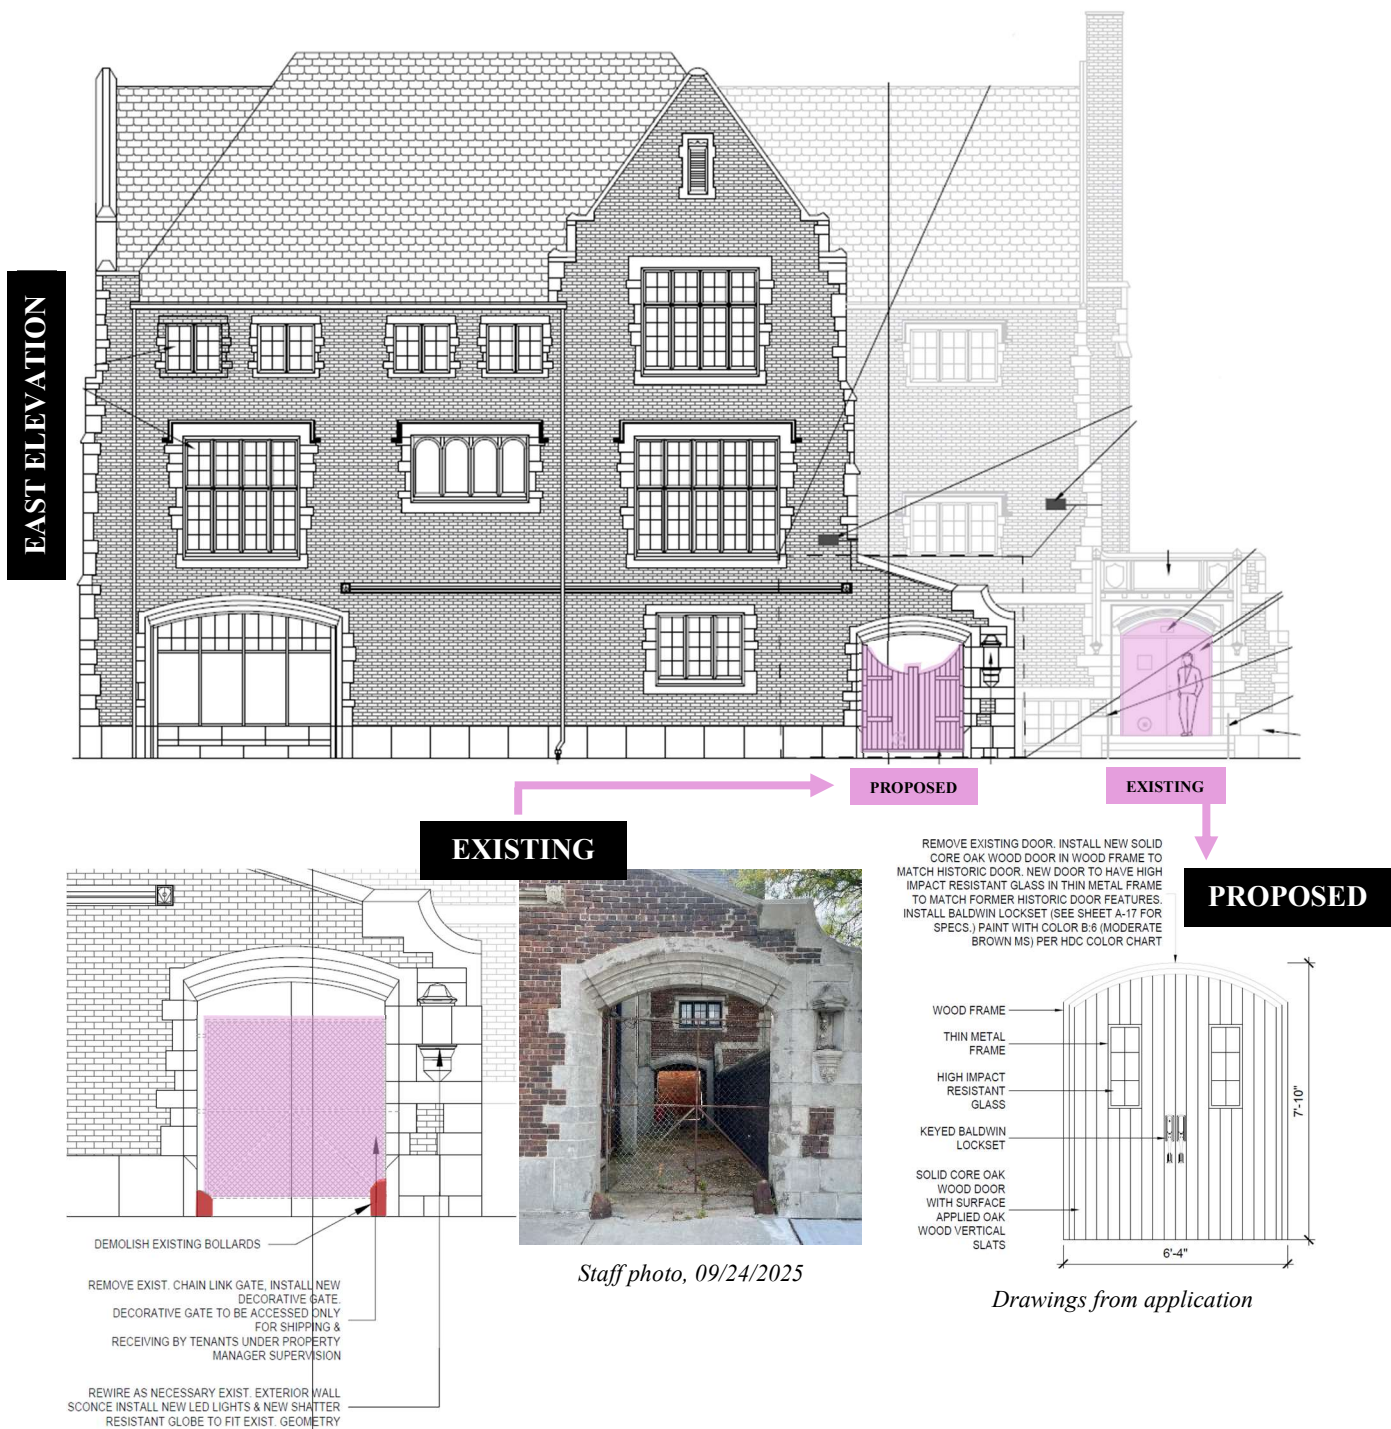 EAST ELEVATION
PROPOSED
EXISTING
EXISTING
PROPOSED
REMOVE EXISTING DOOR. INSTALL NEW SOLID
CORE OAK WOOD DOOR IN WOOD FRAME TO
MATCH HISTORIC DOOR. NEW DOOR TO HAVE HIGH
IMPACT RESISTANT GLASS IN THIN METAL FRAME
TO MATCH FORMER HISTORIC DOOR FEATURES.
INSTALL BALDWIN LOCKSET (SEE SHEET A-17 FOR
SPECS.) PAINT WITH COLOR B:6 (MODERATE
BROWN MS) PER HDC COLOR CHART
WOOD FRAME
THIN METAL
FRAME
HIGH IMPACT
RESISTANT
GLASS
KEYED BALDWIN
LOCKSET
SOLID CORE OAK
WOOD DOOR
WITH SURFACE
APPLIED OAK
WOOD VERTICAL
SLATS
7'-10"
6'-4"
Drawings from application
Staff photo, 09/24/2025
DEMOLISH EXISTING BOLLARDS
REMOVE EXIST. CHAIN LINK GATE, INSTALL NEW
DECORATIVE GATE.
DECORATIVE GATE TO BE ACCESSED ONLY
FOR SHIPPING &
RECEIVING BY TENANTS UNDER PROPERTY
MANAGER SUPERVISION
REWIRE AS NECESSARY EXIST. EXTERIOR WALL
SCONCE INSTALL NEW LED LIGHTS & NEW SHATTER
RESISTANT GLOBE TO FIT EXIST. GEOMETRY